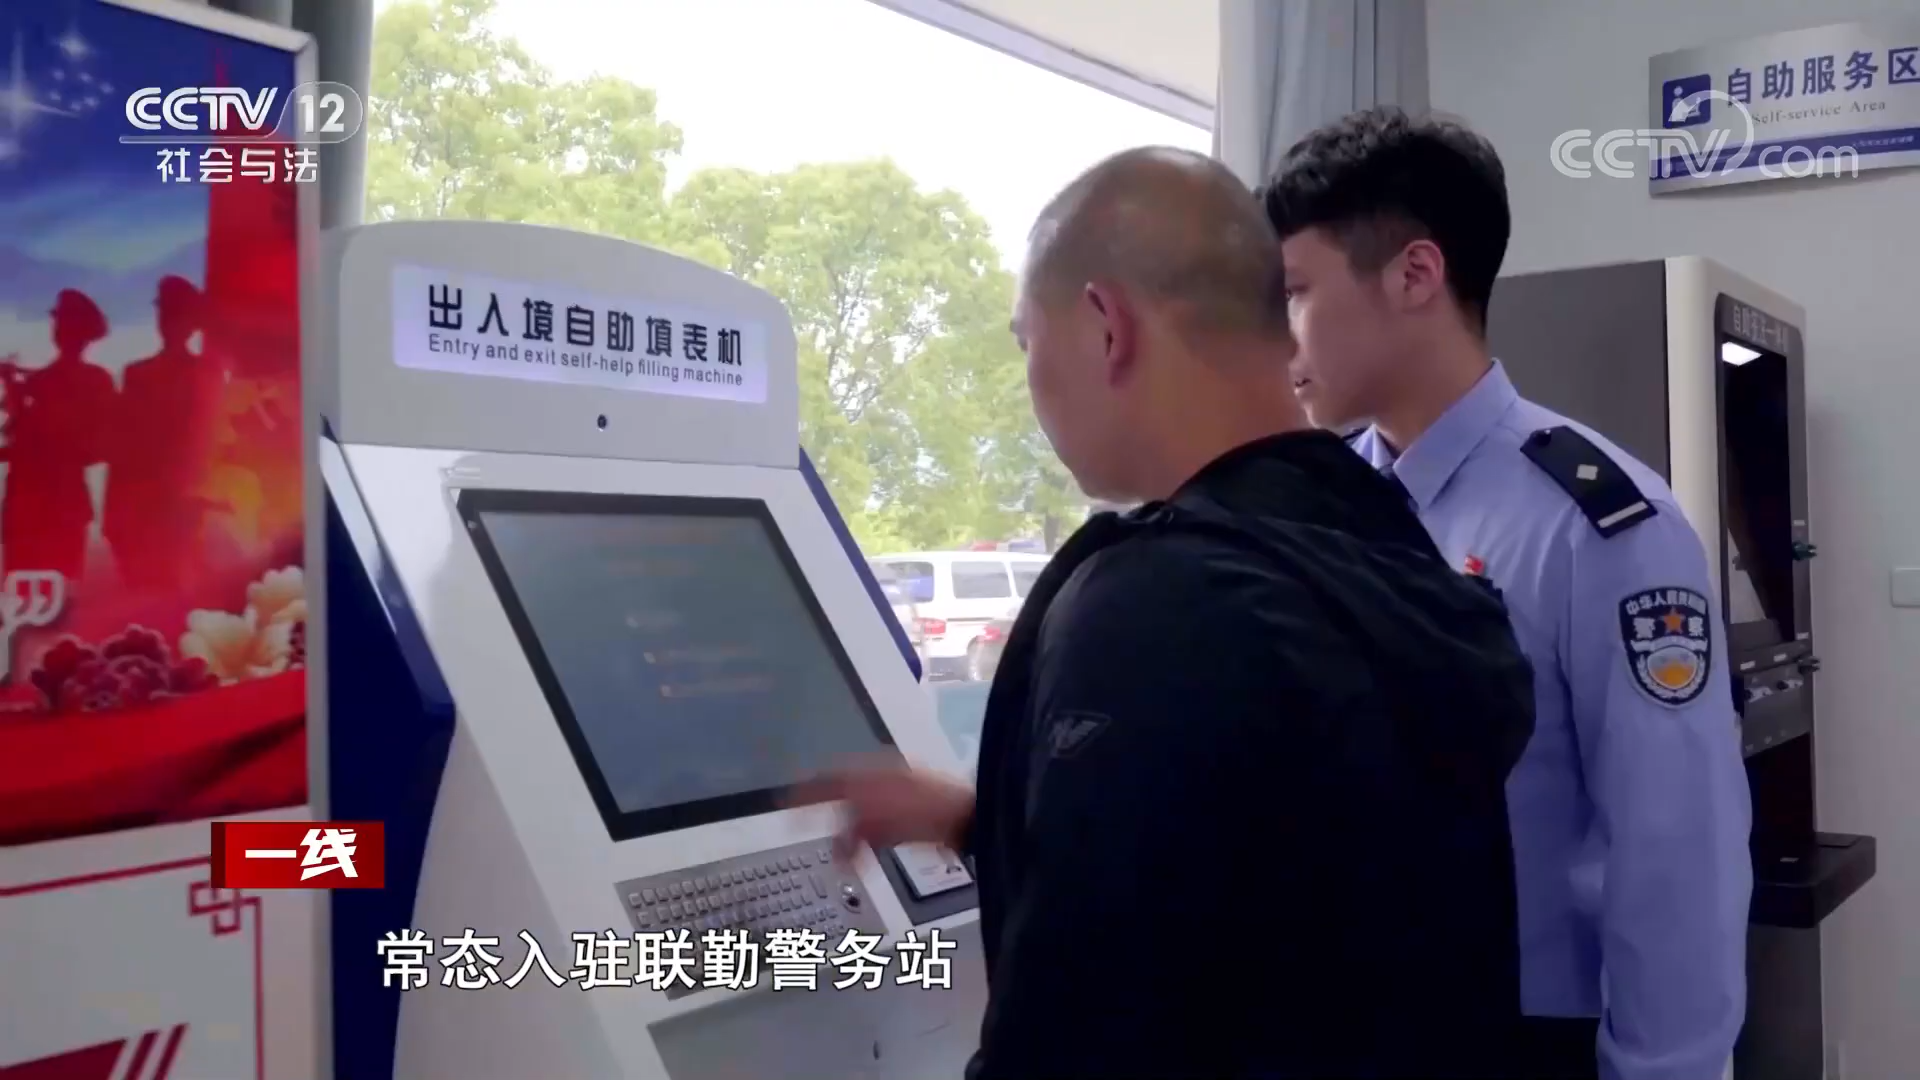 CCTV 12
社会与法
自助服务区
Self-service Area
CCTV com
出入境自助填表机
Entry and exit self-help filling machine
警察
”
一线
常态入驻联勤警务站